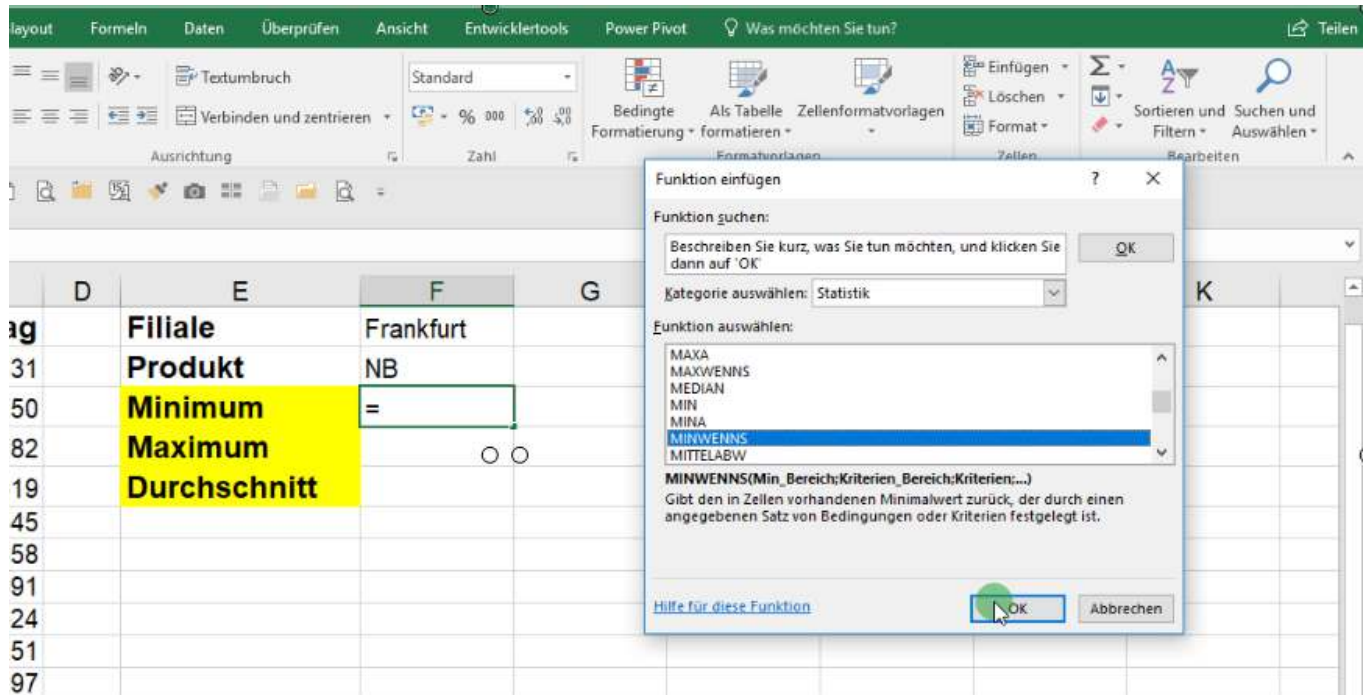 layout Formeln Daten Überprüfen Ansicht Entwicklertools Power Pivot Was möchten Sie tun? Teilen
Textumbruch
Standard
Verbinden und zentrieren
% 000
Bedingte Formatierung
Als Tabelle formatieren
Zellenformatvorlagen
Einfügen
Löschen
Format
Sortieren und Filtern
Suchen und Auswählen
Ausrichtung Zahl Formatvorlagen Zellen Bearbeiten
Funktion einfügen ? ×
Funktion suchen:
Beschreiben Sie kurz, was Sie tun möchten, und klicken Sie
dann auf 'OK'
OK
Kategorie auswählen: Statistik
Funktion auswählen:
MAXA
MAXWENNS
MEDIAN
MIN
MINA
MINWENNS
MITTELABW
MINWENNS(Min_Bereich;Kriterien_Bereich;Kriterien;...)
Gibt den in Zellen vorhandenen Minimalwert zurück, der durch einen
angegebenen Satz von Bedingungen oder Kriterien festgelegt ist.
Hilfe für diese Funktion
OK Abbrechen
D E F G K
ag Filiale Frankfurt
31 Produkt NB
50 Minimum =
82 Maximum
19 Durchschnitt
45
58
91
24
51
97